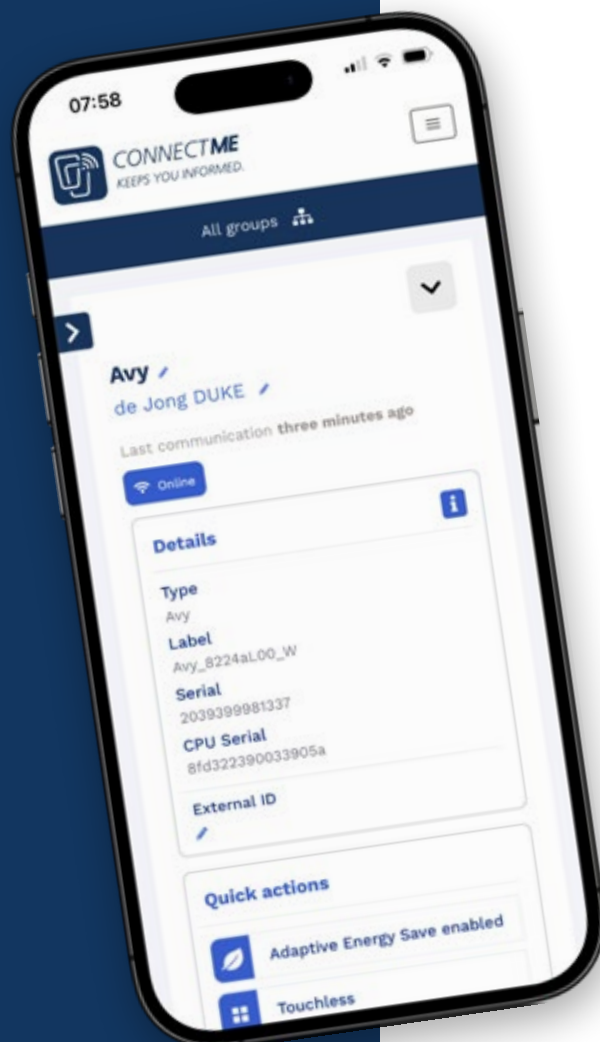 07:58
CONNECTME
KEEPS YOU INFORMED.
All groups
Avy
de Jong DUKE
Last communication three minutes ago
Online
Details
Type
Avy
Label
Avy_8224aL00_W
Serial
2039399981337
CPU Serial
8fd322390033905a
External ID
Quick actions
Adaptive Energy Save enabled
Touchless